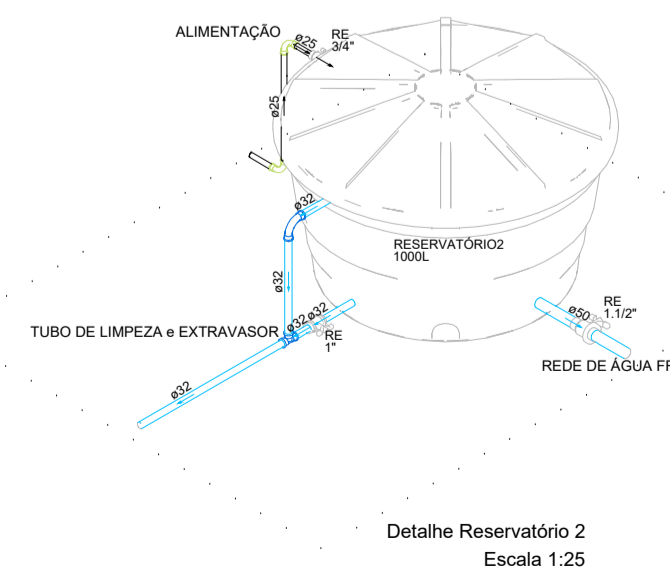 ALIMENTAÇÃO
ø25
RE
3/4"
ø25
ø32
RESERVATÓRIO2
1000L
ø32
ø32
ø32
RE
1"
TUBO DE LIMPEZA e EXTRAVASOR
ø50
RE
1.1/2"
REDE DE ÁGUA
ø32
Detalhe Reservatório 2
Escala 1:25